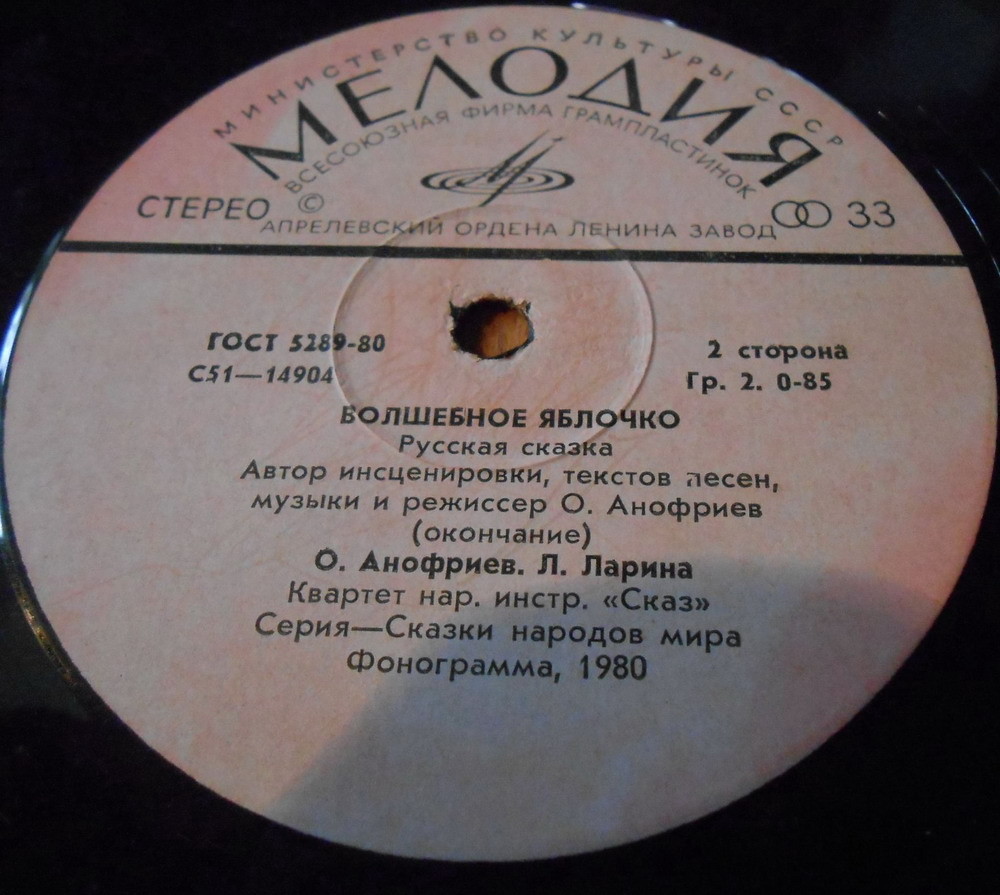 МИНИСТЕРСТВО КУЛЬТУРЫ СССР
МЕЛОДИЯ
ВСЕСОЮЗНАЯ ФИРМА ГРАМПЛАСТИНОК
СТЕРЕО © 33
АПРЕЛЕВСКИЙ ОРДЕНА ЛЕНИНА ЗАВОД
ГОСТ 5289-80 2 сторона
С51—14904 Гр. 2. 0-85
ВОЛШЕБНОЕ ЯБЛОЧКО
Русская сказка
Автор инсценировки, текстов песен,
музыки и режиссер О. Анофриев
(окончание)
О. Анофриев. Л. Ларина
Квартет нар. инстр. «Сказ»
Серия—Сказки народов мира
Фонограмма, 1980